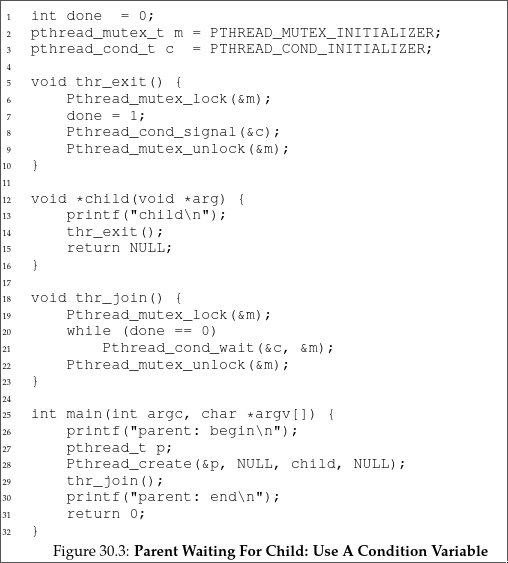 1 int done  = 0;
2 pthread_mutex_t m = PTHREAD_MUTEX_INITIALIZER;
3 pthread_cond_t c  = PTHREAD_COND_INITIALIZER;
4
5 void thr_exit() {
6     Pthread_mutex_lock(&m);
7     done = 1;
8     Pthread_cond_signal(&c);
9     Pthread_mutex_unlock(&m);
10 }
11
12 void *child(void *arg) {
13     printf("child\n");
14     thr_exit();
15     return NULL;
16 }
17
18 void thr_join() {
19     Pthread_mutex_lock(&m);
20     while (done == 0)
21         Pthread_cond_wait(&c, &m);
22     Pthread_mutex_unlock(&m);
23 }
24
25 int main(int argc, char *argv[]) {
26     printf("parent: begin\n");
27     pthread_t p;
28     Pthread_create(&p, NULL, child, NULL);
29     thr_join();
30     printf("parent: end\n");
31     return 0;
32 }
Figure 30.3: Parent Waiting For Child: Use A Condition Variable